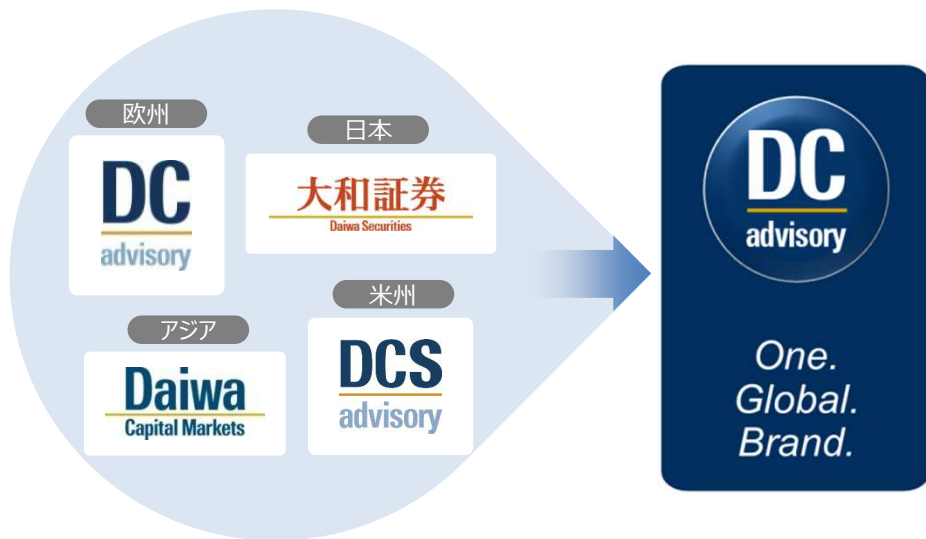 欧州
DC
advisory
日本
大和証券
Daiwa Securities
アジア
Daiwa
Capital Markets
米州
DCS
advisory
DC
advisory
One.
Global.
Brand.